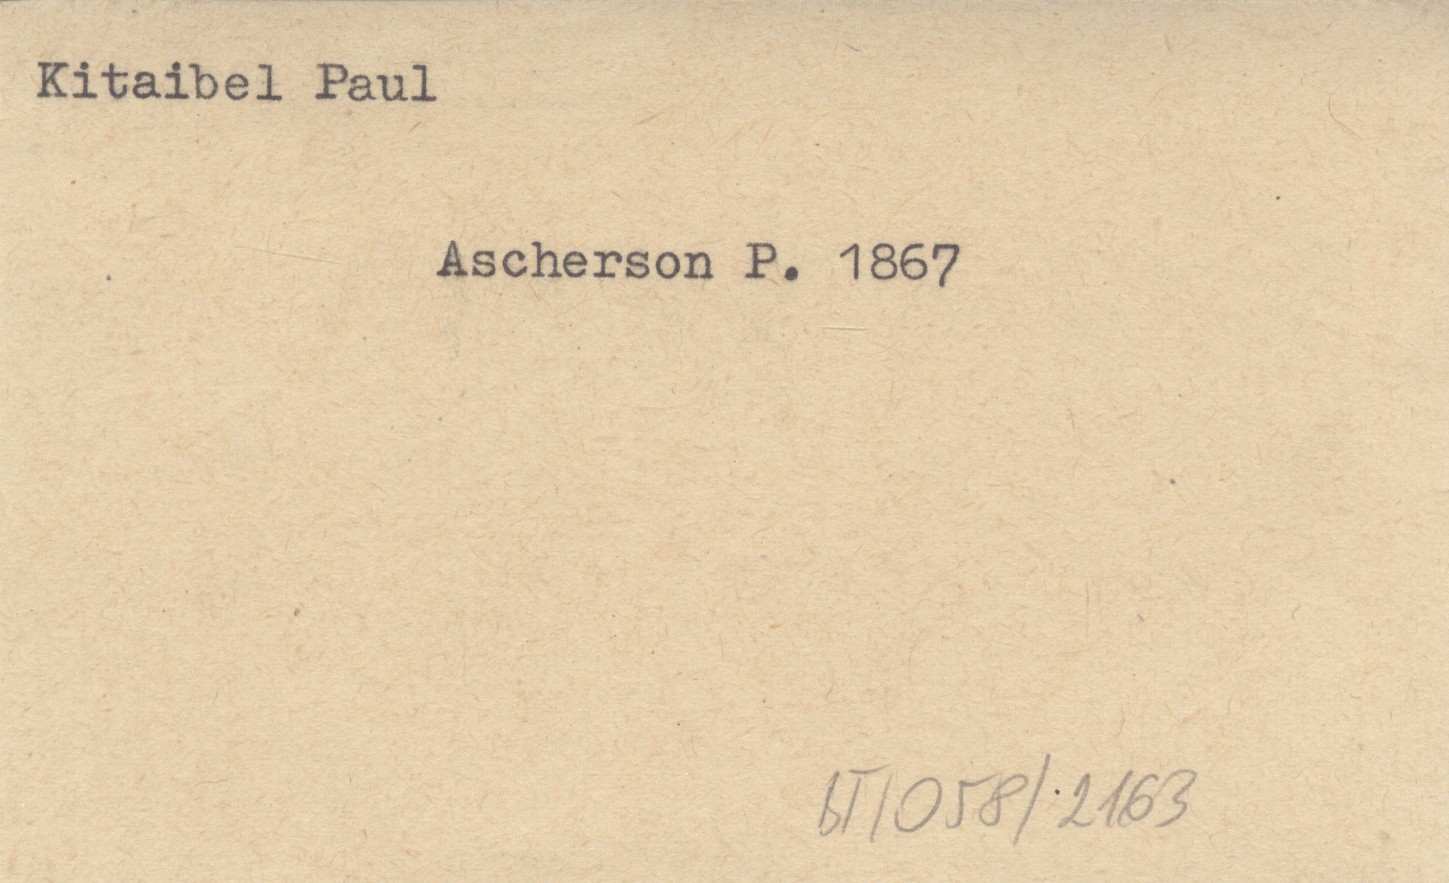 Kitaibel Paul
Ascherson P. 1867
bT/058/2163